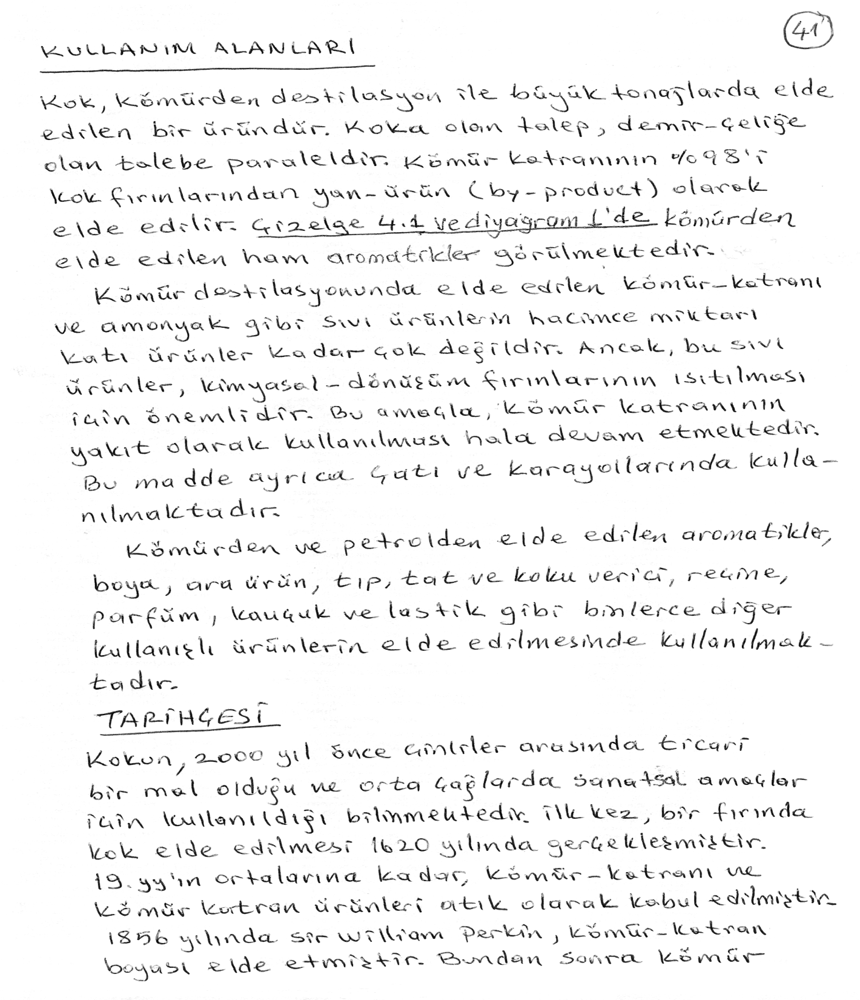 41
KULLANIM ALANLARI
Kok, kömürden destilasyon ile büyük tonajlarda elde
edilen bir üründür. Koka olan talep, demir-çeliğe
olan talebe paraleldir. Kömür katranının %98'i
kok fırınlarından yan-ürün (by-product) olarak
elde edilir. Çizelge 4.1 ve diyagram 1'de kömürden
elde edilen ham aromatikler görülmektedir.
Kömür destilasyonunda elde edilen kömür-katranı
ve amonyak gibi sıvı ürünlerin hacimce miktarı
katı ürünler kadar çok değildir. Ancak, bu sıvı
ürünler, kimyasal-dönüşüm fırınlarının ısıtılması
için önemlidir. Bu amaçla, kömür katranının
yakıt olarak kullanılması hala devam etmektedir.
Bu madde ayrıca çatı ve karayollarında kulla-
nılmaktadır.
Kömürden ve petrolden elde edilen aromatikler,
boya, ara ürün, tıp, tat ve koku verici, reçine,
parfüm, kauçuk ve lastik gibi binlerce diğer
kullanışlı ürünlerin elde edilmesinde kullanılmak-
tadır.
TARİHÇESİ
Kokun, 2000 yıl önce Çinliler arasında ticari
bir mal olduğu ve orta çağlarda sanatsal amaçlar
için kullanıldığı bilinmektedir. İlk kez, bir fırında
kok elde edilmesi 1620 yılında gerçekleşmiştir.
19. yy'ın ortalarına kadar, kömür-katranı ve
kömür katran ürünleri atık olarak kabul edilmiştir.
1856 yılında Sir William Perkin, kömür-katran
boyası elde etmiştir. Bundan sonra kömür